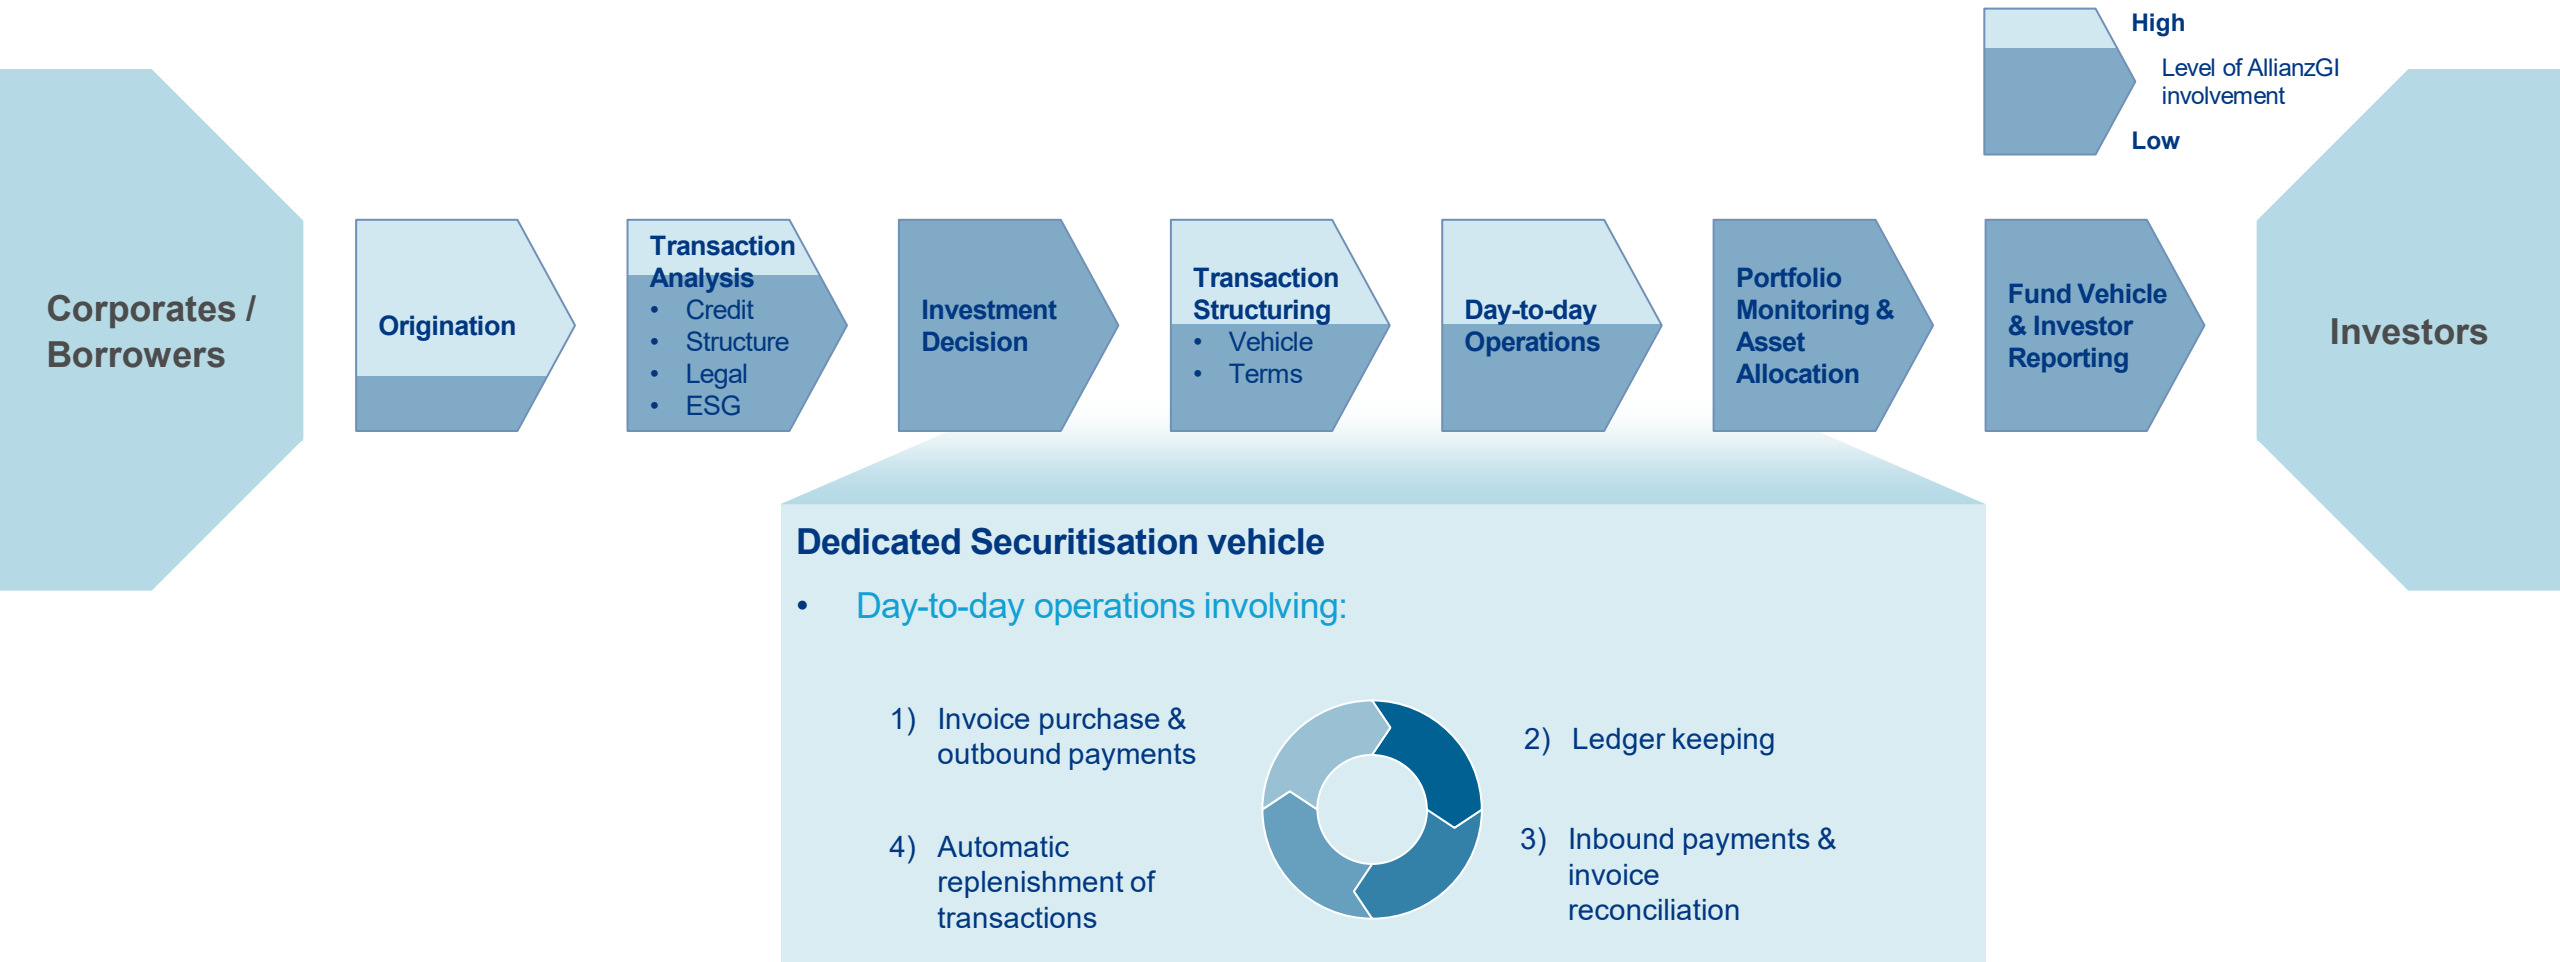 High
Level of AllianzGI
involvement
Low
Corporates /
Borrowers
Origination
Transaction
Analysis
• Credit
• Structure
• Legal
• ESG
Investment
Decision
Transaction
Structuring
• Vehicle
• Terms
Day-to-day
Operations
Portfolio
Monitoring &
Asset
Allocation
Fund Vehicle
& Investor
Reporting
Investors
Dedicated Securitisation vehicle
• Day-to-day operations involving:
1) Invoice purchase &
outbound payments
2) Ledger keeping
3) Inbound payments &
invoice
reconciliation
4) Automatic
replenishment of
transactions